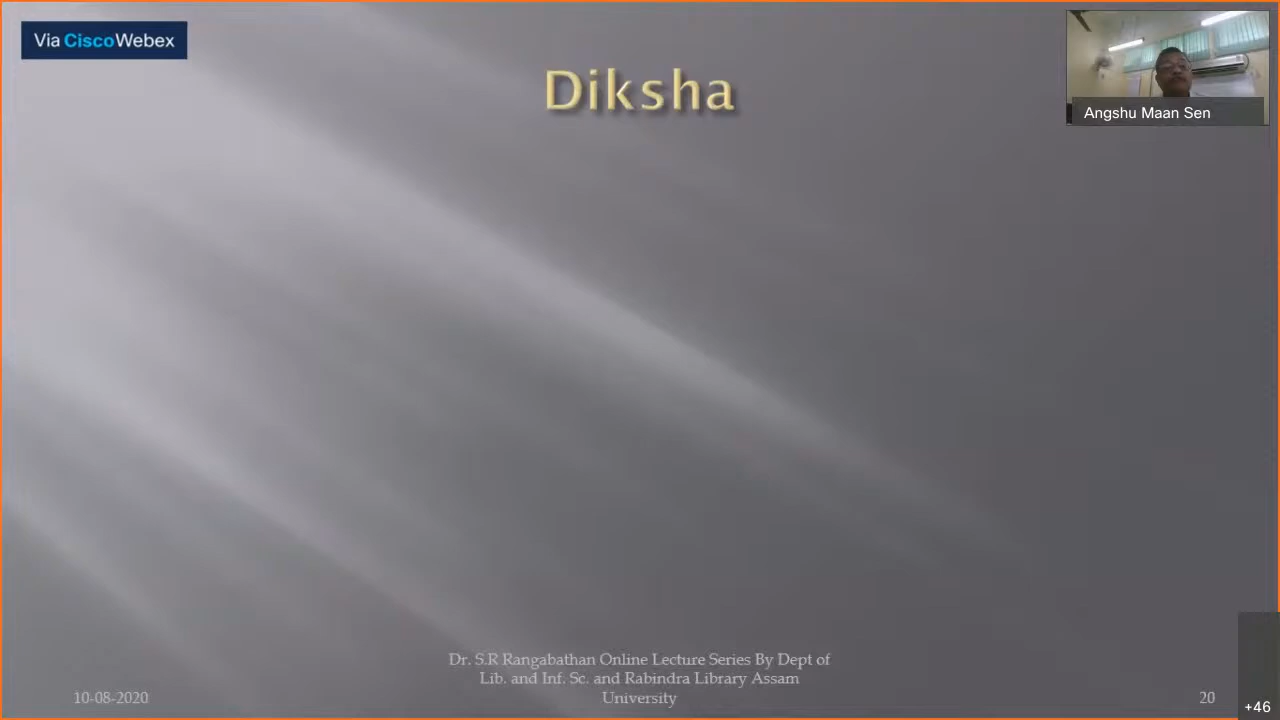 Via CiscoWebex
Diksha
Angshu Maan Sen
Dr. S.R Rangabathan Online Lecture Series By Dept of
Lib. and Inf. Sc. and Rabindra Library Assam
University
10-08-2020
20
+46